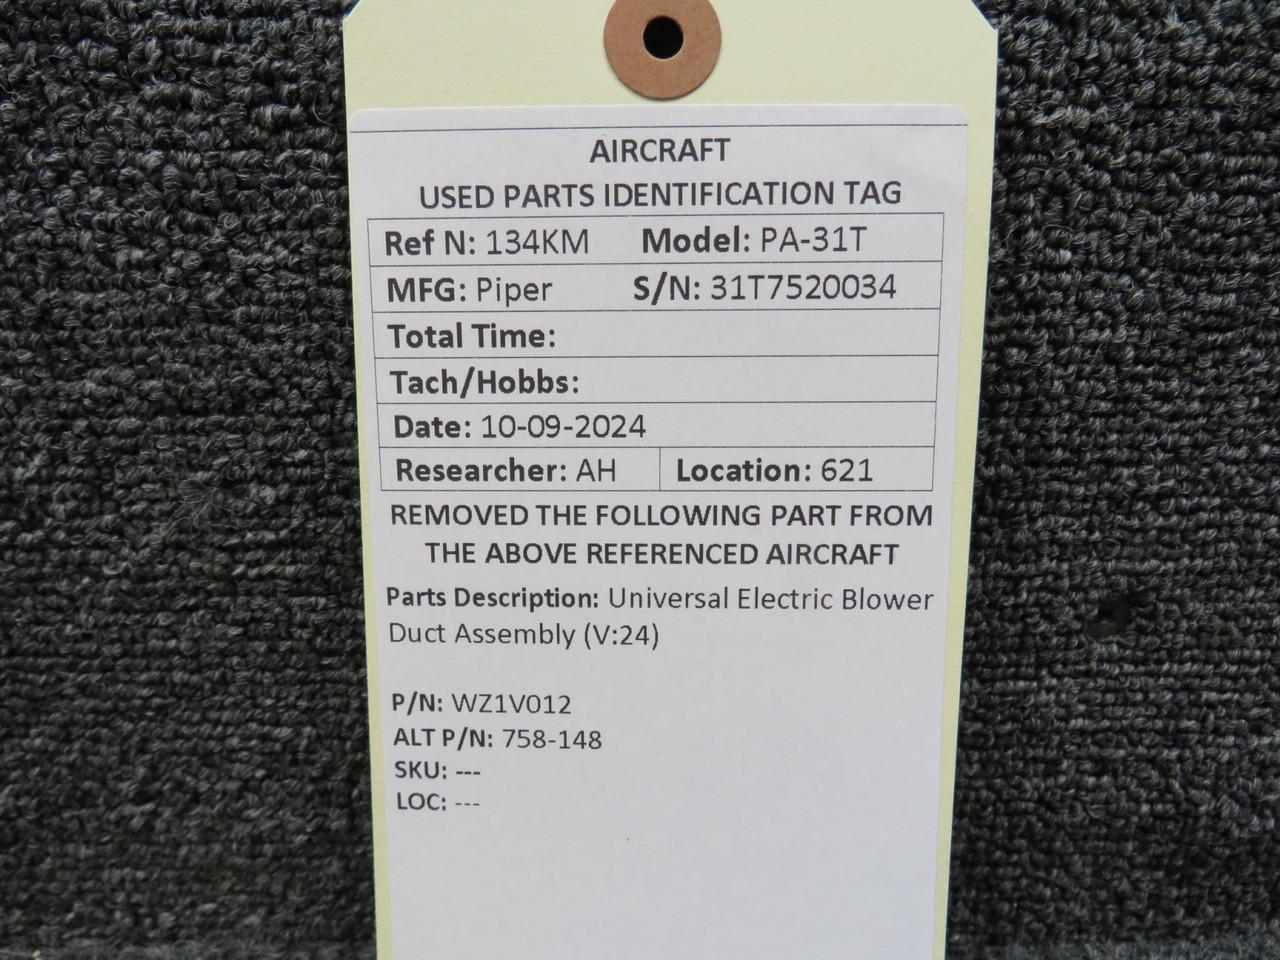 AIRCRAFT
USED PARTS IDENTIFICATION TAG
Ref N: 134KM Model: PA-31T
MFG: Piper S/N: 31T7520034
Total Time:
Tach/Hobbs:
Date: 10-09-2024
Researcher: AH Location: 621
REMOVED THE FOLLOWING PART FROM
THE ABOVE REFERENCED AIRCRAFT
Parts Description: Universal Electric Blower
Duct Assembly (V:24)
P/N: WZ1V012
ALT P/N: 758-148
SKU: ---
LOC: ---